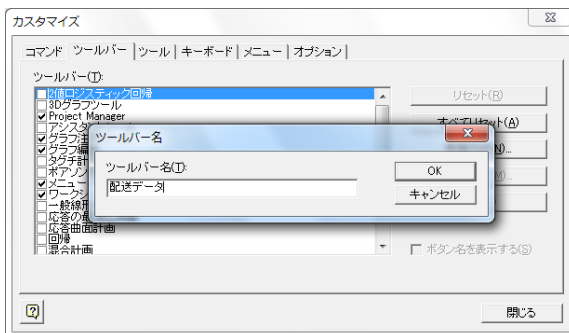 カスタマイズ
コマンド ツールバー ツール キーボード メニュー オプション
ツールバー(T):
2値ロジスティック回帰
3Dグラフツール
Project Manager
リセット(R)
すべてリセット(A)
ツールバー名
ツールバー名(T):
配送データ
OK
キャンセル
応答曲面計画
回帰
混合計画
ボタン名を表示する(S)
閉じる